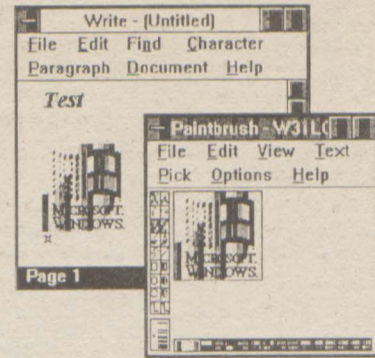 Write - (Untitled)
File Edit Find Character
Paragraph Document Help
Test
MICROSOFT.
WINDOWS.
Page 1
Paintbrush - W31LO
File Edit View Text
Pick Options Help
MICROSOFT.
WINDOWS.